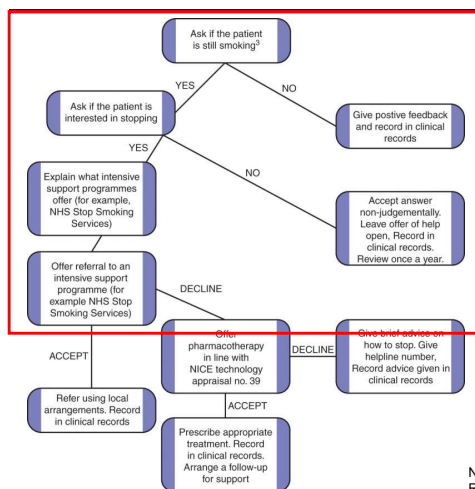 Ask if the patient
is still smoking³
YES
NO
Ask if the patient is
interested in stopping
Give postive feedback
and record in clinical
records
YES
NO
Explain what intensive
support programmes
offer (for example,
NHS Stop Smoking
Services)
Accept answer
non-judgementally.
Leave offer of help
open, Record in
clinical records.
Review once a year.
Offer referral to an
intensive support
programme (for
example NHS Stop
Smoking Services)
DECLINE
Offer
pharmacotherapy
in line with
NICE technology
appraisal no. 39
DECLINE
Give brief advice on
how to stop. Give
helpline number,
Record advice given in
clinical records
ACCEPT
Refer using local
arrangements. Record
in clinical records
ACCEPT
Prescribe appropriate
treatment. Record
in clinical records.
Arrange a follow-up
for support
N